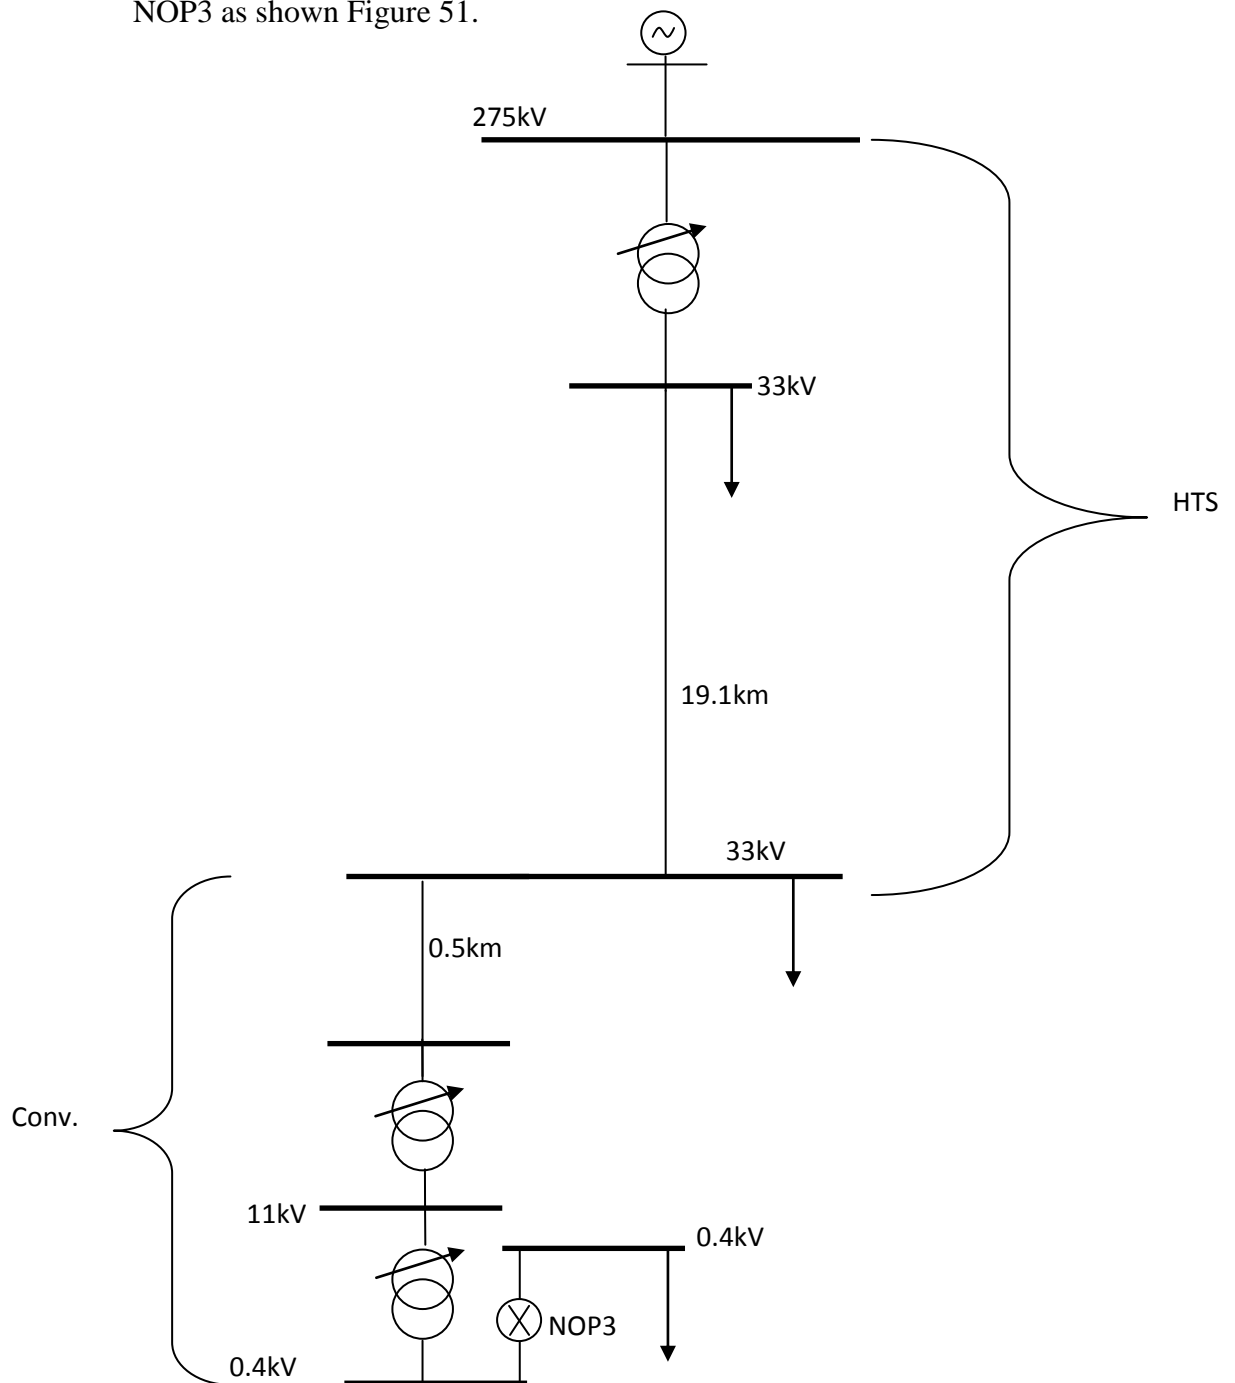 NOP3 as shown Figure 51.
275kV
33kV
HTS
19.1km
33kV
0.5km
Conv.
11kV
0.4kV
NOP3
0.4kV